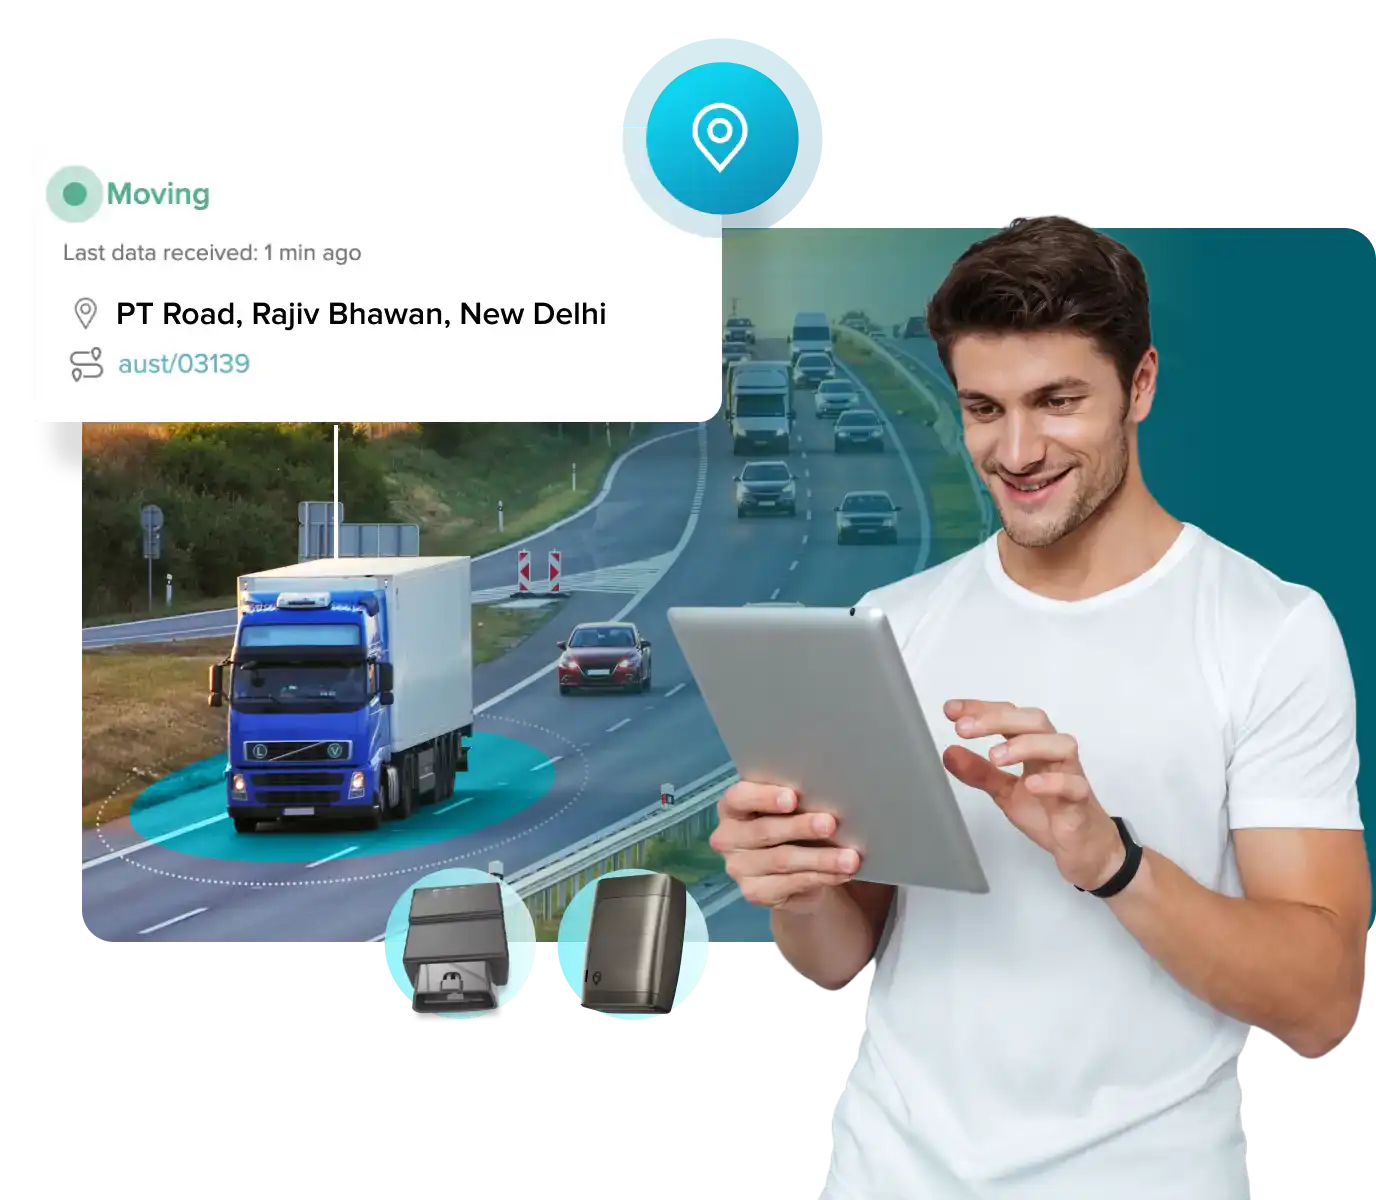 Moving
Last data received: 1 min ago
PT Road, Rajiv Bhawan, New Delhi
aust/03139
L V